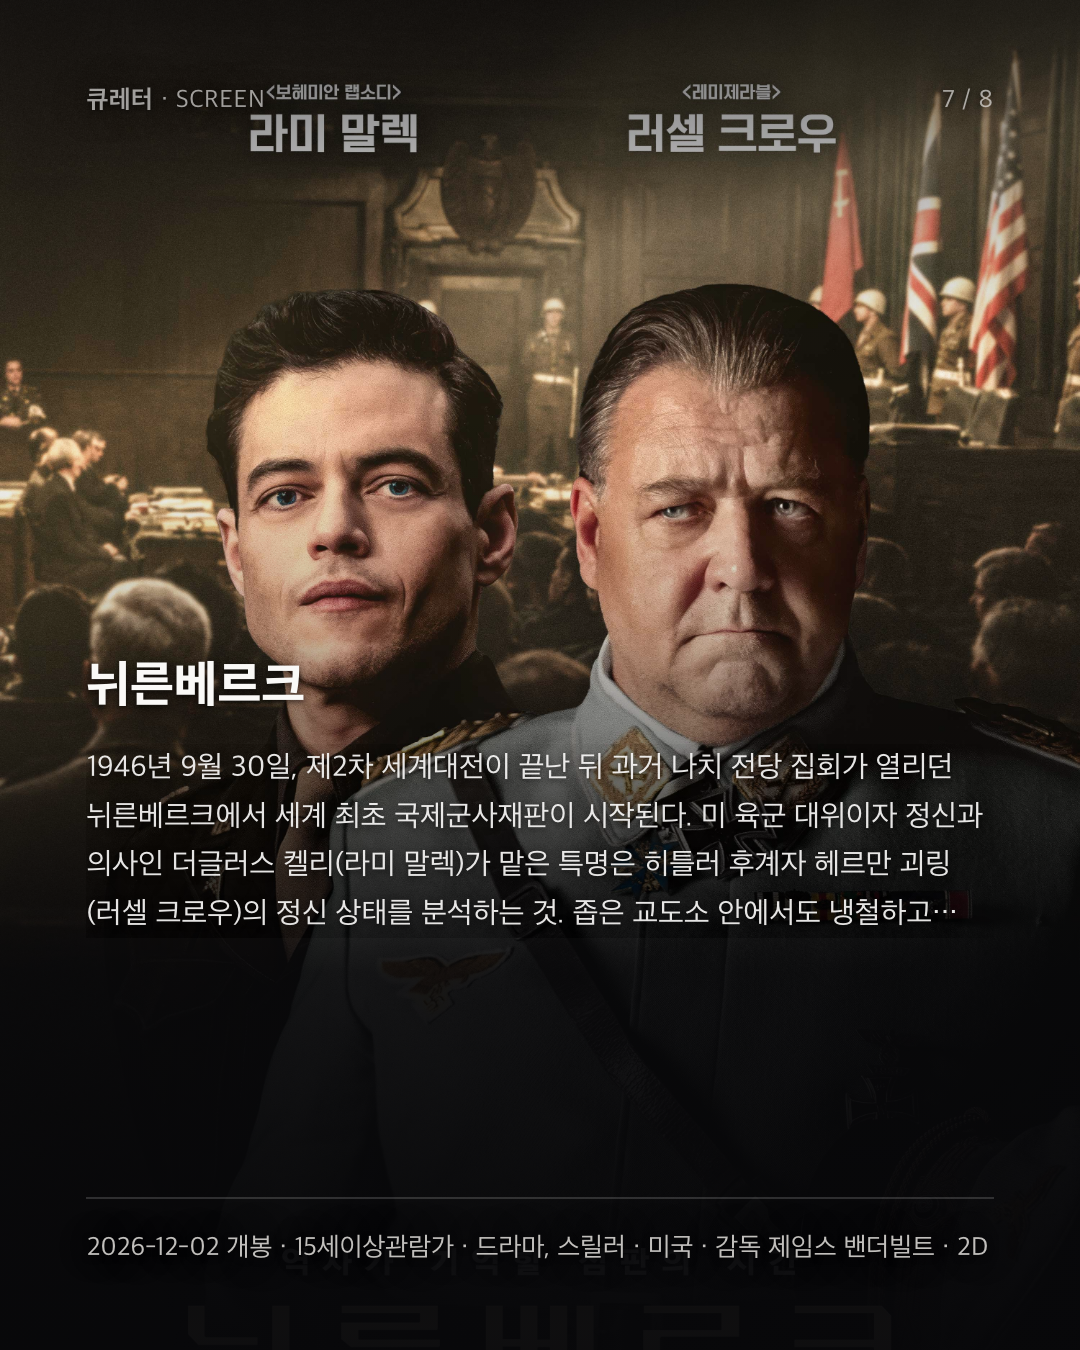 큐레터 · SCREEN
<보헤미안 랩소디>
라미 말렉
<레미제라블>
러셀 크로우
7 / 8
뉘른베르크
1946년 9월 30일, 제2차 세계대전이 끝난 뒤 과거 나치 전당 집회가 열리던
뉘른베르크에서 세계 최초 국제군사재판이 시작된다. 미 육군 대위이자 정신과
의사인 더글러스 켈리(라미 말렉)가 맡은 특명은 히틀러 후계자 헤르만 괴링
(러셀 크로우)의 정신 상태를 분석하는 것. 좁은 교도소 안에서도 냉철하고…
2026-12-02 개봉 · 15세이상관람가 · 드라마, 스릴러 · 미국 · 감독 제임스 밴더빌트 · 2D
뉘른베르크